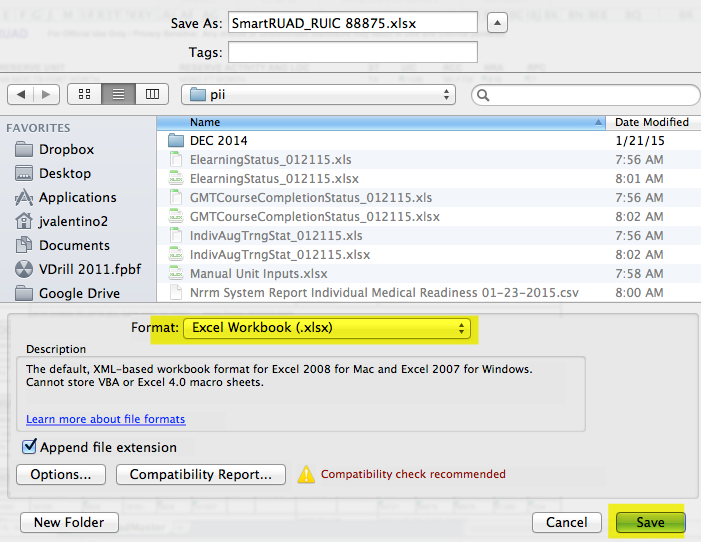 Save As: SmartRUAD_RUIC 88875.xlsx
Tags:
pii
FAVORITES
Dropbox
Desktop
Applications
jvalentino2
Documents
VDrill 2011.fpbf
Google Drive
Name Date Modified
DEC 2014 1/21/15
ElearningStatus_012115.xls 7:56 AM
ElearningStatus_012115.xlsx 8:01 AM
GMTCourseCompletionStatus_012115.xls 7:56 AM
GMTCourseCompletionStatus_012115.xlsx 8:02 AM
IndivAugTrngStat_012115.xls 7:56 AM
IndivAugTrngStat_012115.xlsx 8:02 AM
Manual Unit Inputs.xlsx 7:58 AM
Nrrm System Report Individual Medical Readiness 01-23-2015.csv 8:00 AM
Format: Excel Workbook (.xlsx)
Description
The default, XML-based workbook format for Excel 2008 for Mac and Excel 2007 for Windows.
Cannot store VBA or Excel 4.0 macro sheets.
Learn more about file formats
Append file extension
Options... Compatibility Report... Compatibility check recommended
New Folder Cancel Save